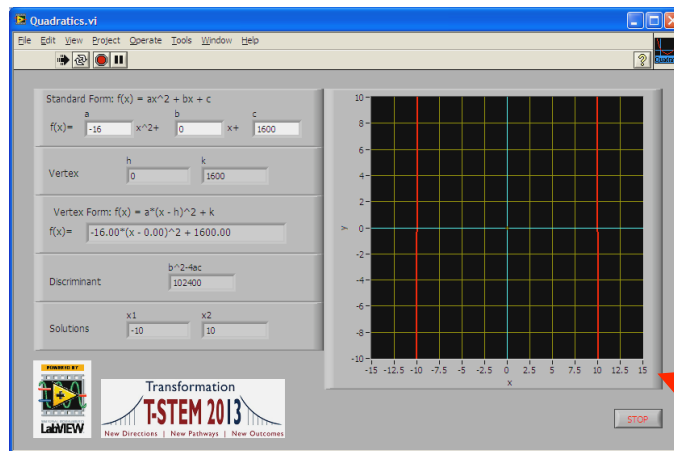 Quadratics.vi
File Edit View Project Operate Tools Window Help
?
Standard Form: f(x) = ax^2 + bx + c
a b c
f(x)= -16 x^2+ 0 x+ 1600
Vertex
h k
0 1600
Vertex Form: f(x) = a*(x - h)^2 + k
f(x)= -16.00*(x - 0.00)^2 + 1600.00
Discriminant
b^2-4ac
102400
Solutions
x1 x2
-10 10
10
8
6
4
2
0
-2
-4
-6
-8
-10
y
-15 -12.5 -10 -7.5 -5 -2.5 0 2.5 5 7.5 10 12.5 15
x
POWERED BY
LabVIEW
Transformation
T-STEM 2013
New Directions | New Pathways | New Outcomes
STOP